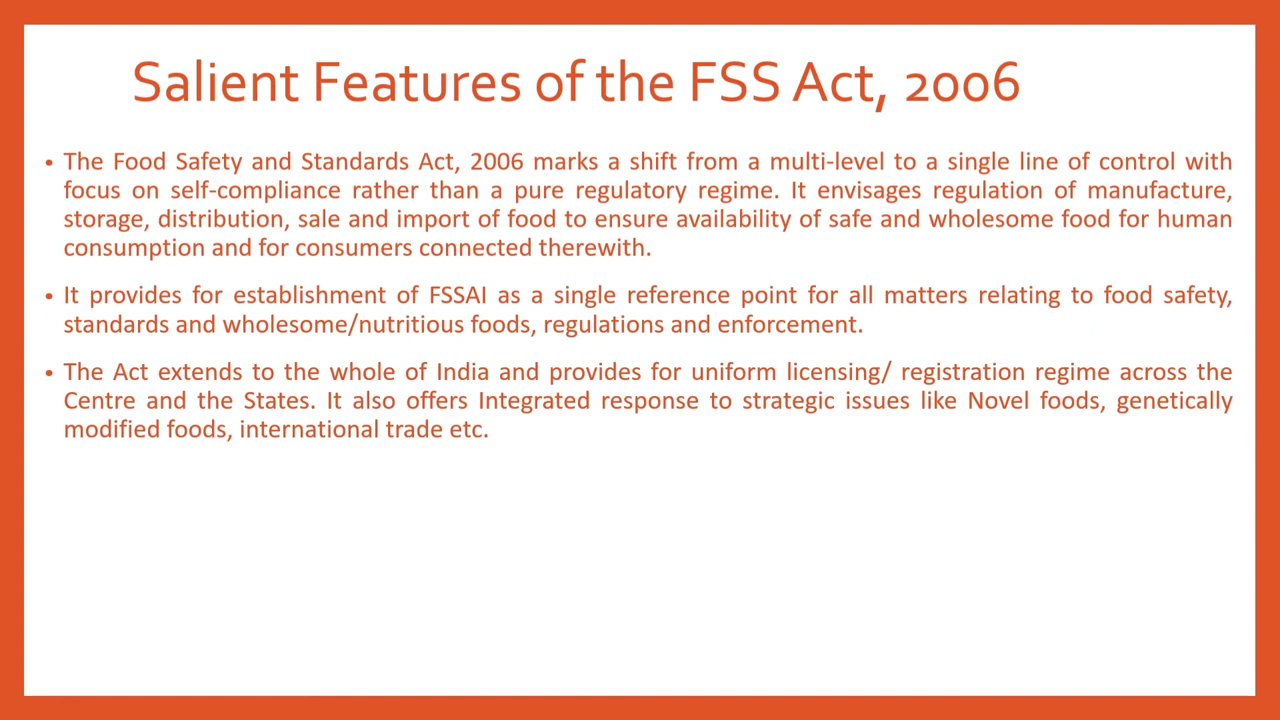 Salient Features of the FSS Act, 2006
• The Food Safety and Standards Act, 2006 marks a shift from a multi-level to a single line of control with
focus on self-compliance rather than a pure regulatory regime. It envisages regulation of manufacture,
storage, distribution, sale and import of food to ensure availability of safe and wholesome food for human
consumption and for consumers connected therewith.
• It provides for establishment of FSSAI as a single reference point for all matters relating to food safety,
standards and wholesome/nutritious foods, regulations and enforcement.
• The Act extends to the whole of India and provides for uniform licensing/ registration regime across the
Centre and the States. It also offers Integrated response to strategic issues like Novel foods, genetically
modified foods, international trade etc.